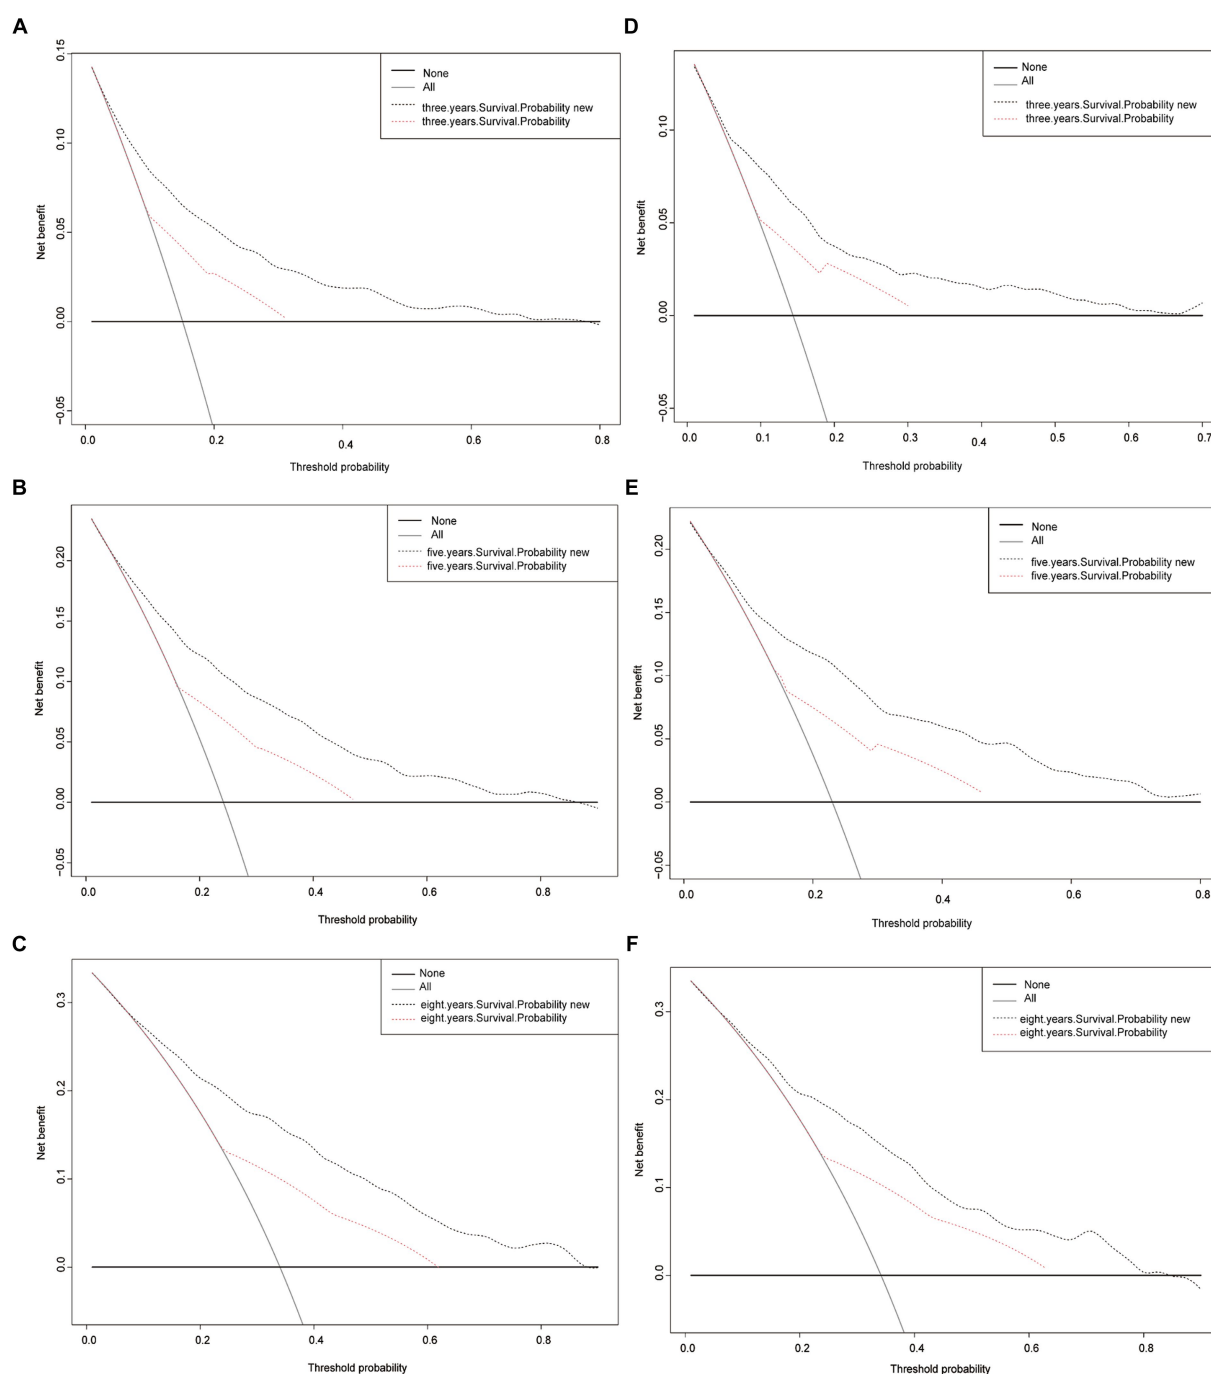 A
0.15
0.10
0.05
0.00
−0.05
Net benefit
None
All
three.years.Survival.Probability new
three.years.Survival.Probability
0.0
0.2
0.4
0.6
0.8
Threshold probability
D
0.10
0.05
0.00
−0.05
Net benefit
None
All
three.years.Survival.Probability new
three.years.Survival.Probability
0.0
0.1
0.2
0.3
0.4
0.5
0.6
0.7
Threshold probability
B
0.20
0.15
0.10
0.05
0.00
−0.05
Net benefit
None
All
five.years.Survival.Probability new
five.years.Survival.Probability
0.0
0.2
0.4
0.6
0.8
Threshold probability
E
0.20
0.15
0.10
0.05
0.00
−0.05
Net benefit
None
All
five.years.Survival.Probability new
five.years.Survival.Probability
0.0
0.2
0.4
0.6
0.8
Threshold probability
C
0.3
0.2
0.1
0.0
Net benefit
None
All
eight.years.Survival.Probability new
eight.years.Survival.Probability
0.0
0.2
0.4
0.6
0.8
Threshold probability
F
0.3
0.2
0.1
0.0
Net benefit
None
All
eight.years.Survival.Probability new
eight.years.Survival.Probability
0.0
0.2
0.4
0.6
0.8
Threshold probability